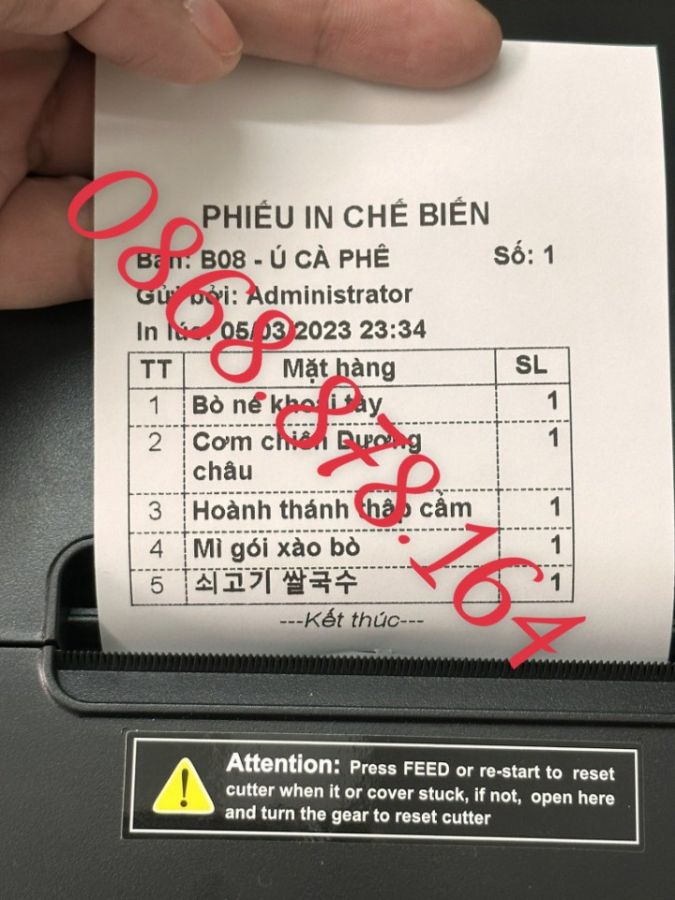 PHIẾU IN CHẾ BIẾN
Bàn: B08 - Ú CÀ PHÊ Số: 1
Gửi bởi: Administrator
In lúc: 05/03/2023 23:34
TT Mặt hàng SL
1 Bò né khoai tây 1
2 Cơm chiên Dương 1
châu
3 Hoành thánh thập cẩm 1
4 Mì gói xào bò 1
5 쇠고기 쌀국수 1
---Kết thúc---
0868.878.164
Attention: Press FEED or re-start to reset
cutter when it or cover stuck, if not, open here
and turn the gear to reset cutter